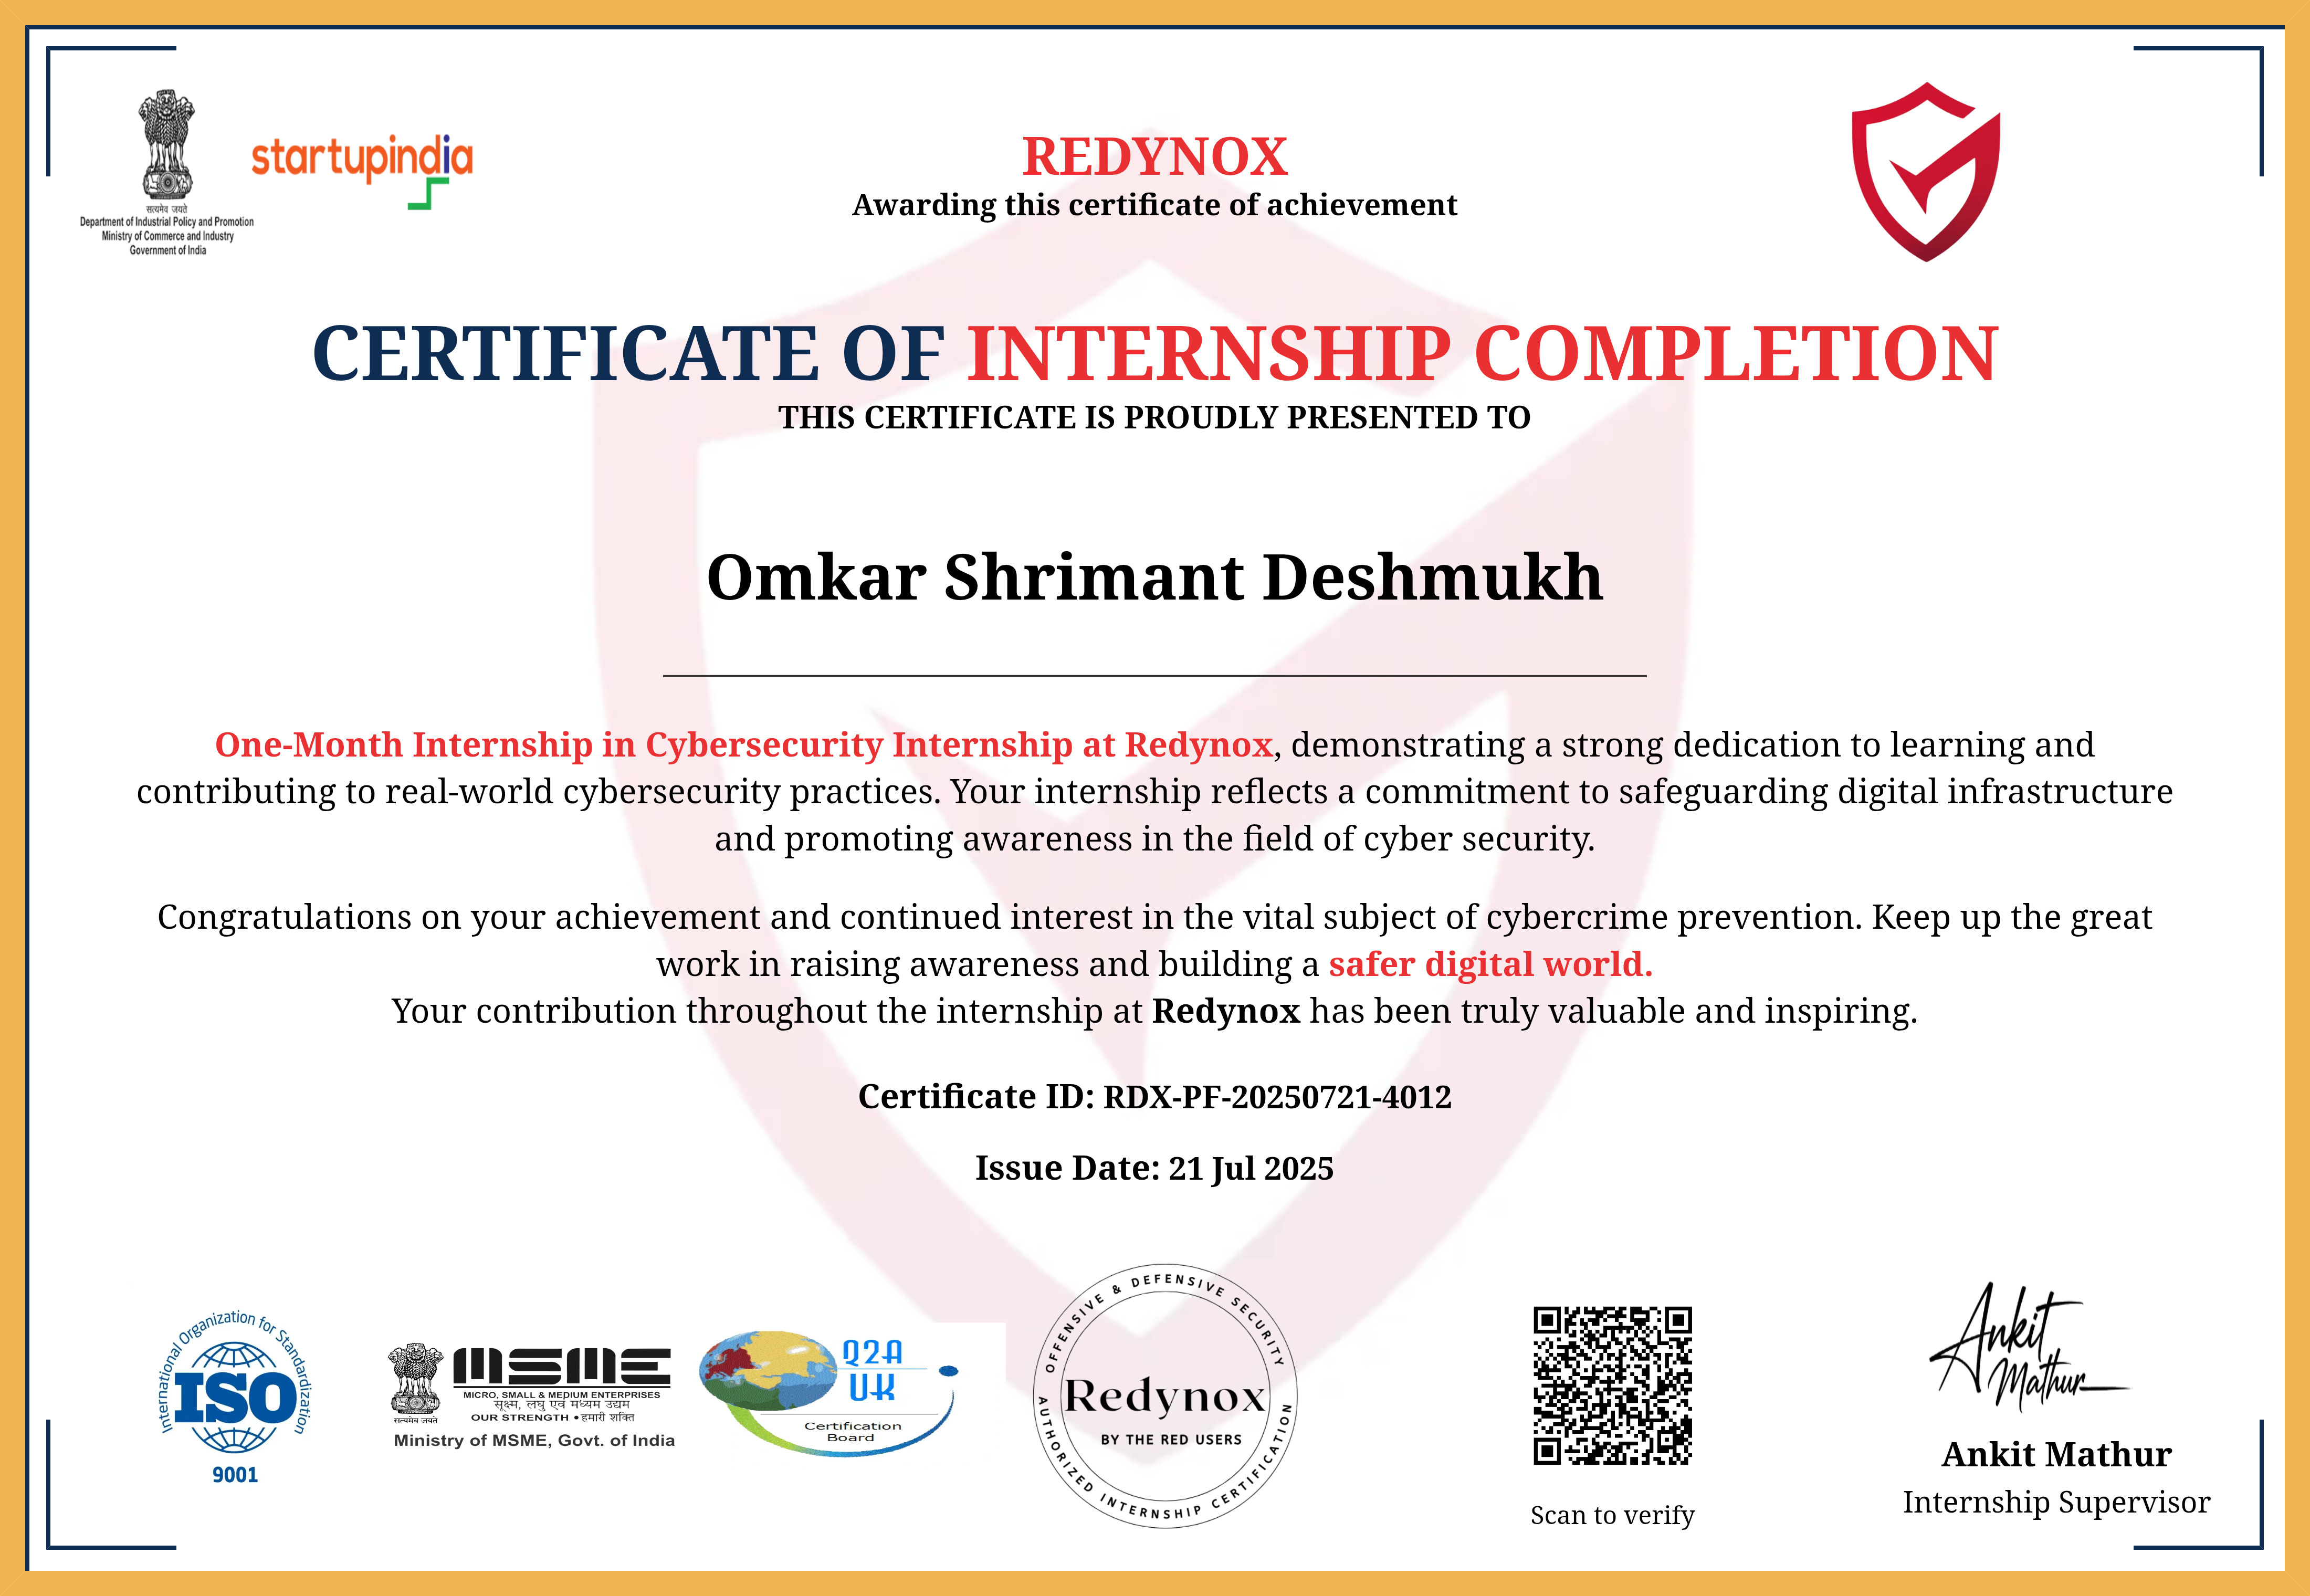 सत्यमेव जयते
Department of Industrial Policy and Promotion
Ministry of Commerce and Industry
Government of India
startupindia
REDYNOX
Awarding this certificate of achievement
CERTIFICATE OF INTERNSHIP COMPLETION
THIS CERTIFICATE IS PROUDLY PRESENTED TO
Omkar Shrimant Deshmukh
One-Month Internship in Cybersecurity Internship at Redynox, demonstrating a strong dedication to learning and
contributing to real-world cybersecurity practices. Your internship reflects a commitment to safeguarding digital infrastructure
and promoting awareness in the field of cyber security.
Congratulations on your achievement and continued interest in the vital subject of cybercrime prevention. Keep up the great
work in raising awareness and building a safer digital world.
Your contribution throughout the internship at Redynox has been truly valuable and inspiring.
Certificate ID: RDX-PF-20250721-4012
Issue Date: 21 Jul 2025
International Organization for Standardization
ISO
9001
सत्यमेव जयते
MSME
MICRO, SMALL & MEDIUM ENTERPRISES
सूक्ष्म, लघु एवं मध्यम उद्यम
OUR STRENGTH • हमारी शक्ति
Ministry of MSME, Govt. of India
Q2A
UK
Certification
Board
OFFENSIVE & DEFENSIVE SECURITY
Redynox
BY THE RED USERS
AUTHORIZED INTERNSHIP CERTIFICATION
Scan to verify
Ankit
Mathur
Ankit Mathur
Internship Supervisor